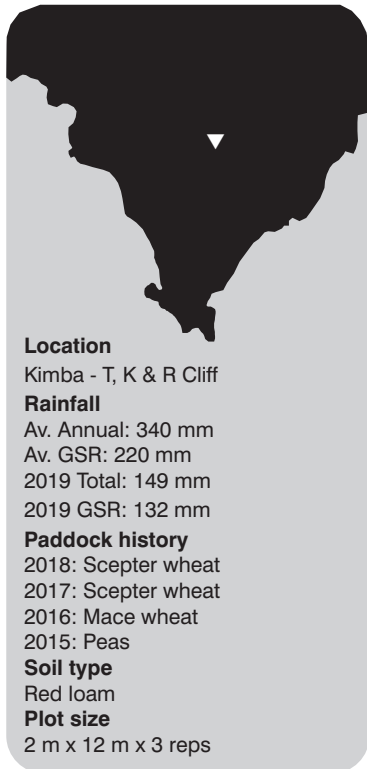 Location
Kimba - T, K & R Cliff
Rainfall
Av. Annual: 340 mm
Av. GSR: 220 mm
2019 Total: 149 mm
2019 GSR: 132 mm
Paddock history
2018: Scepter wheat
2017: Scepter wheat
2016: Mace wheat
2015: Peas
Soil type
Red loam
Plot size
2 m x 12 m x 3 reps